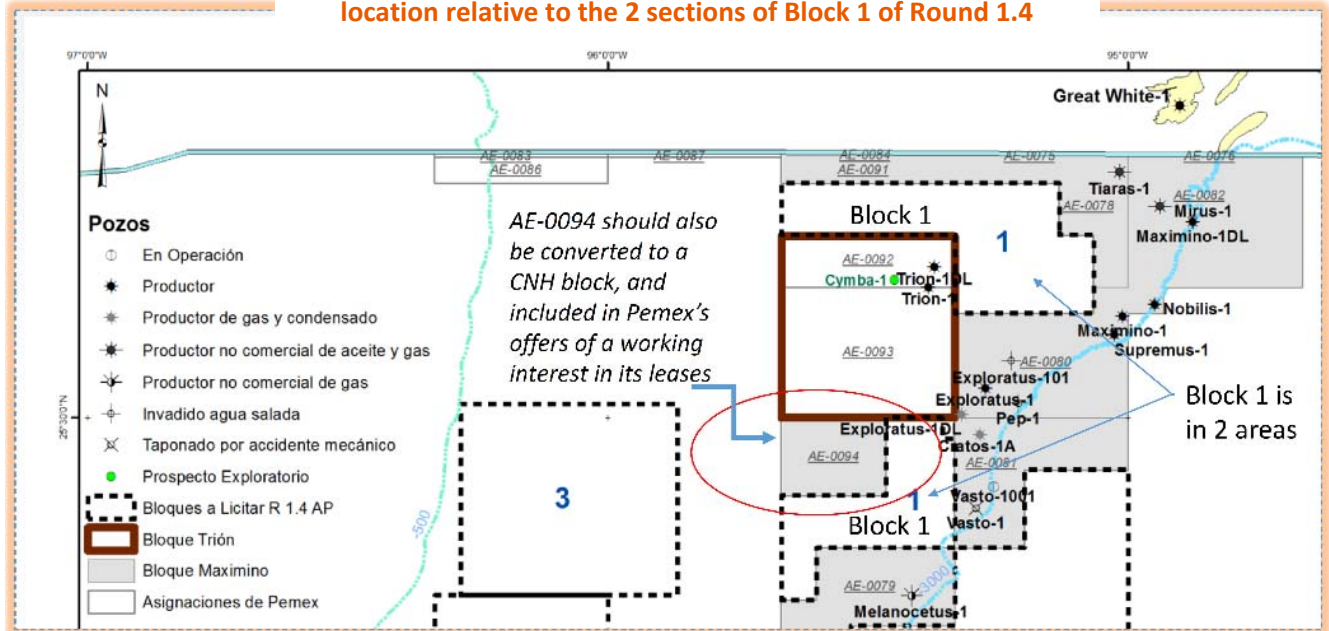 location relative to the 2 sections of Block 1 of Round 1.4
97°0'0"W
96°0'0"W
95°0'0"W
N
Great White-1
AE-0083
AE-0087
AE-0084
AE-0075
AE-0076
AE-0086
AE-0091
Tiaras-1
AE-0082
AE-0078
Mirus-1
Maximino-1DL
Block 1
1
AE-0094 should also
be converted to a
CNH block, and
included in Pemex's
offers of a working
interest in its leases
AE-0092
Cymba-1
Trion-1DL
Trion-1
Nobilis-1
Maximino-1
Supremus-1
AE-0093
AE-0080
Exploratus-101
Exploratus-1
Pep-1
Block 1 is
in 2 areas
25°30'0"N
Exploratus-1DL
Cratos-1A
AE-0094
AE-0081
3
1
Vasto-1001
Block 1
Vasto-1
-500
-3000
AE-0079
Melanocetus-1
Pozos
En Operación
Productor
Productor de gas y condensado
Productor no comercial de aceite y gas
Productor no comercial de gas
Invadido agua salada
Taponado por accidente mecánico
Prospecto Exploratorio
Bloques a Licitar R 1.4 AP
Bloque Trión
Bloque Maximino
Asignaciones de Pemex